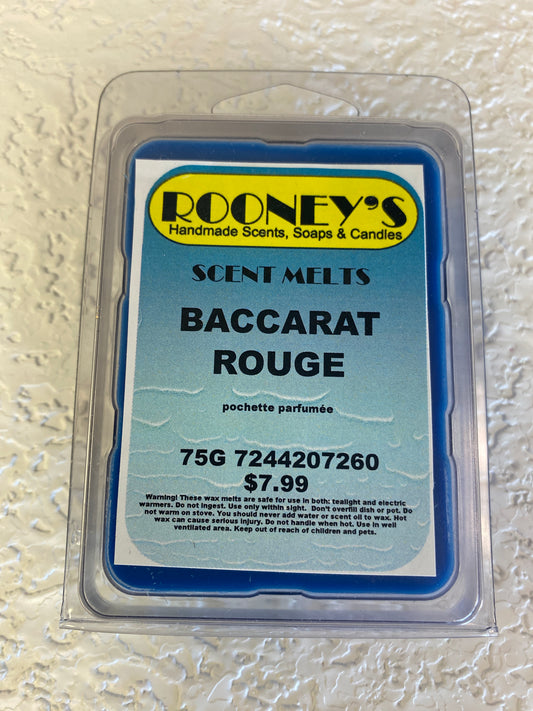 ROONEY'S
Handmade Scents, Soaps & Candles
SCENT MELTS
BACCARAT
ROUGE
pochette parfumée
75G 7244207260
$7.99
Warning! These wax melts are safe for use in both: tealight and electric
warmers. Do not ingest. Use only within sight. Don't overfill dish or pot. Do
not warm on stove. You should never add water or scent oil to wax. Hot
wax can cause serious injury. Do not handle when hot. Use in well
ventilated area. Keep out of reach of children and pets.